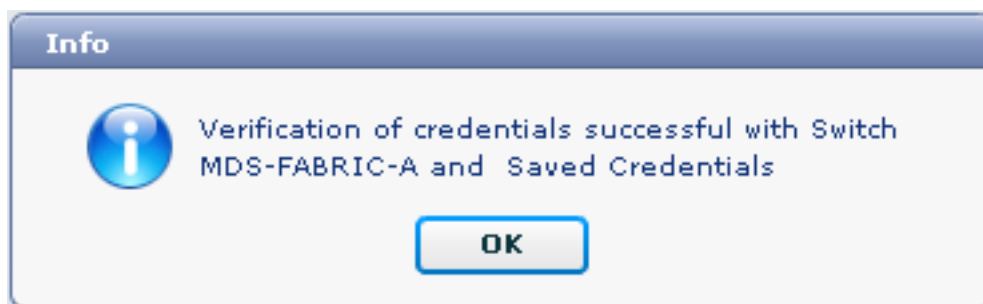 Info
Verification of credentials successful with Switch
MDS-FABRIC-A and  Saved Credentials
OK